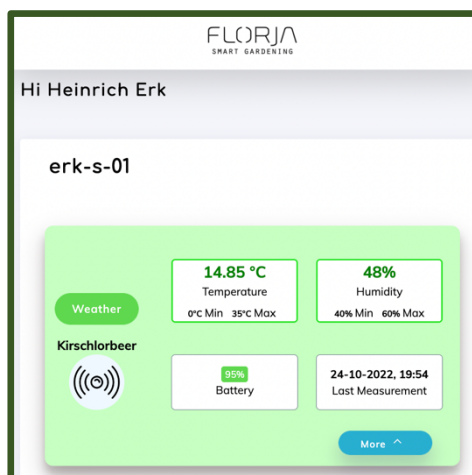 FLORJA
SMART GARDENING
Hi Heinrich Erk
erk-s-01
Weather
Kirschlorbeer
14.85 °C
Temperature
0°C Min 35°C Max
48%
Humidity
40% Min 60% Max
95%
Battery
24-10-2022, 19:54
Last Measurement
More